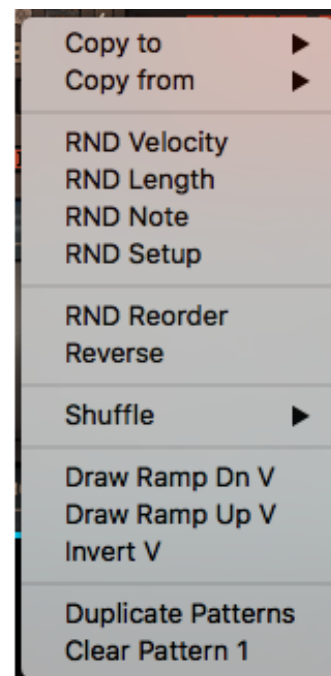 Copy to
Copy from
RND Velocity
RND Length
RND Note
RND Setup
RND Reorder
Reverse
Shuffle
Draw Ramp Dn V
Draw Ramp Up V
Invert V
Duplicate Patterns
Clear Pattern 1